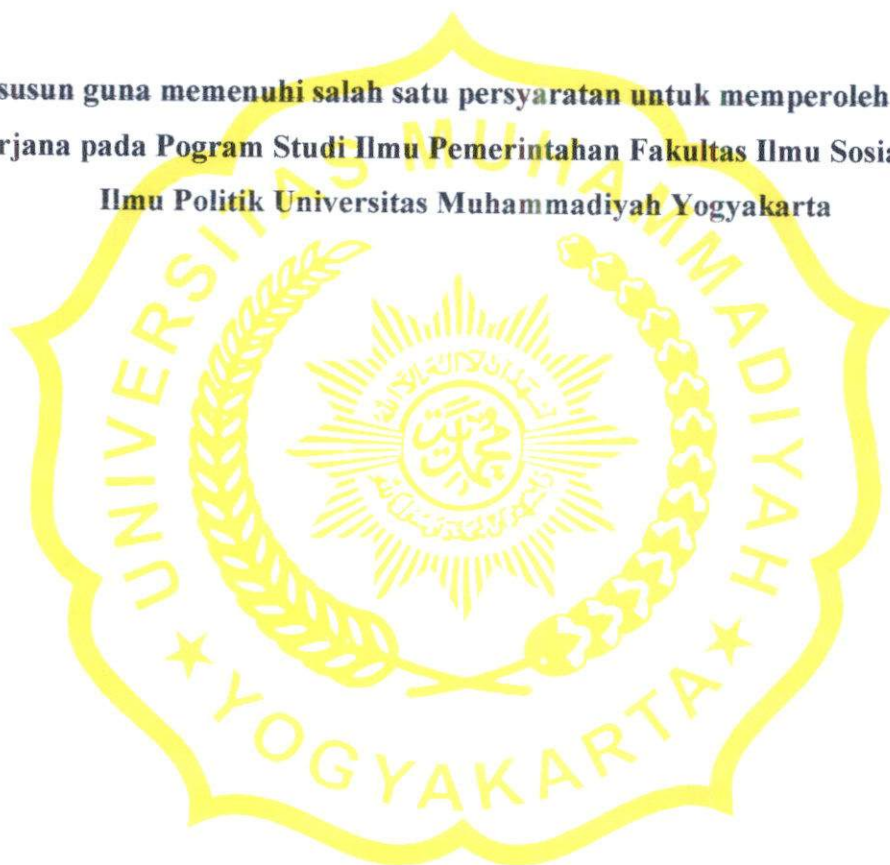 susun guna memenuhi salah satu persyaratan untuk memperoleh
rjana pada Pogram Studi Ilmu Pemerintahan Fakultas Ilmu Sosia
Ilmu Politik Universitas Muhammadiyah Yogyakarta
UNIVERSITAS MUHAMMADIYAH
★ YOGYAKARTA ★
محمدية